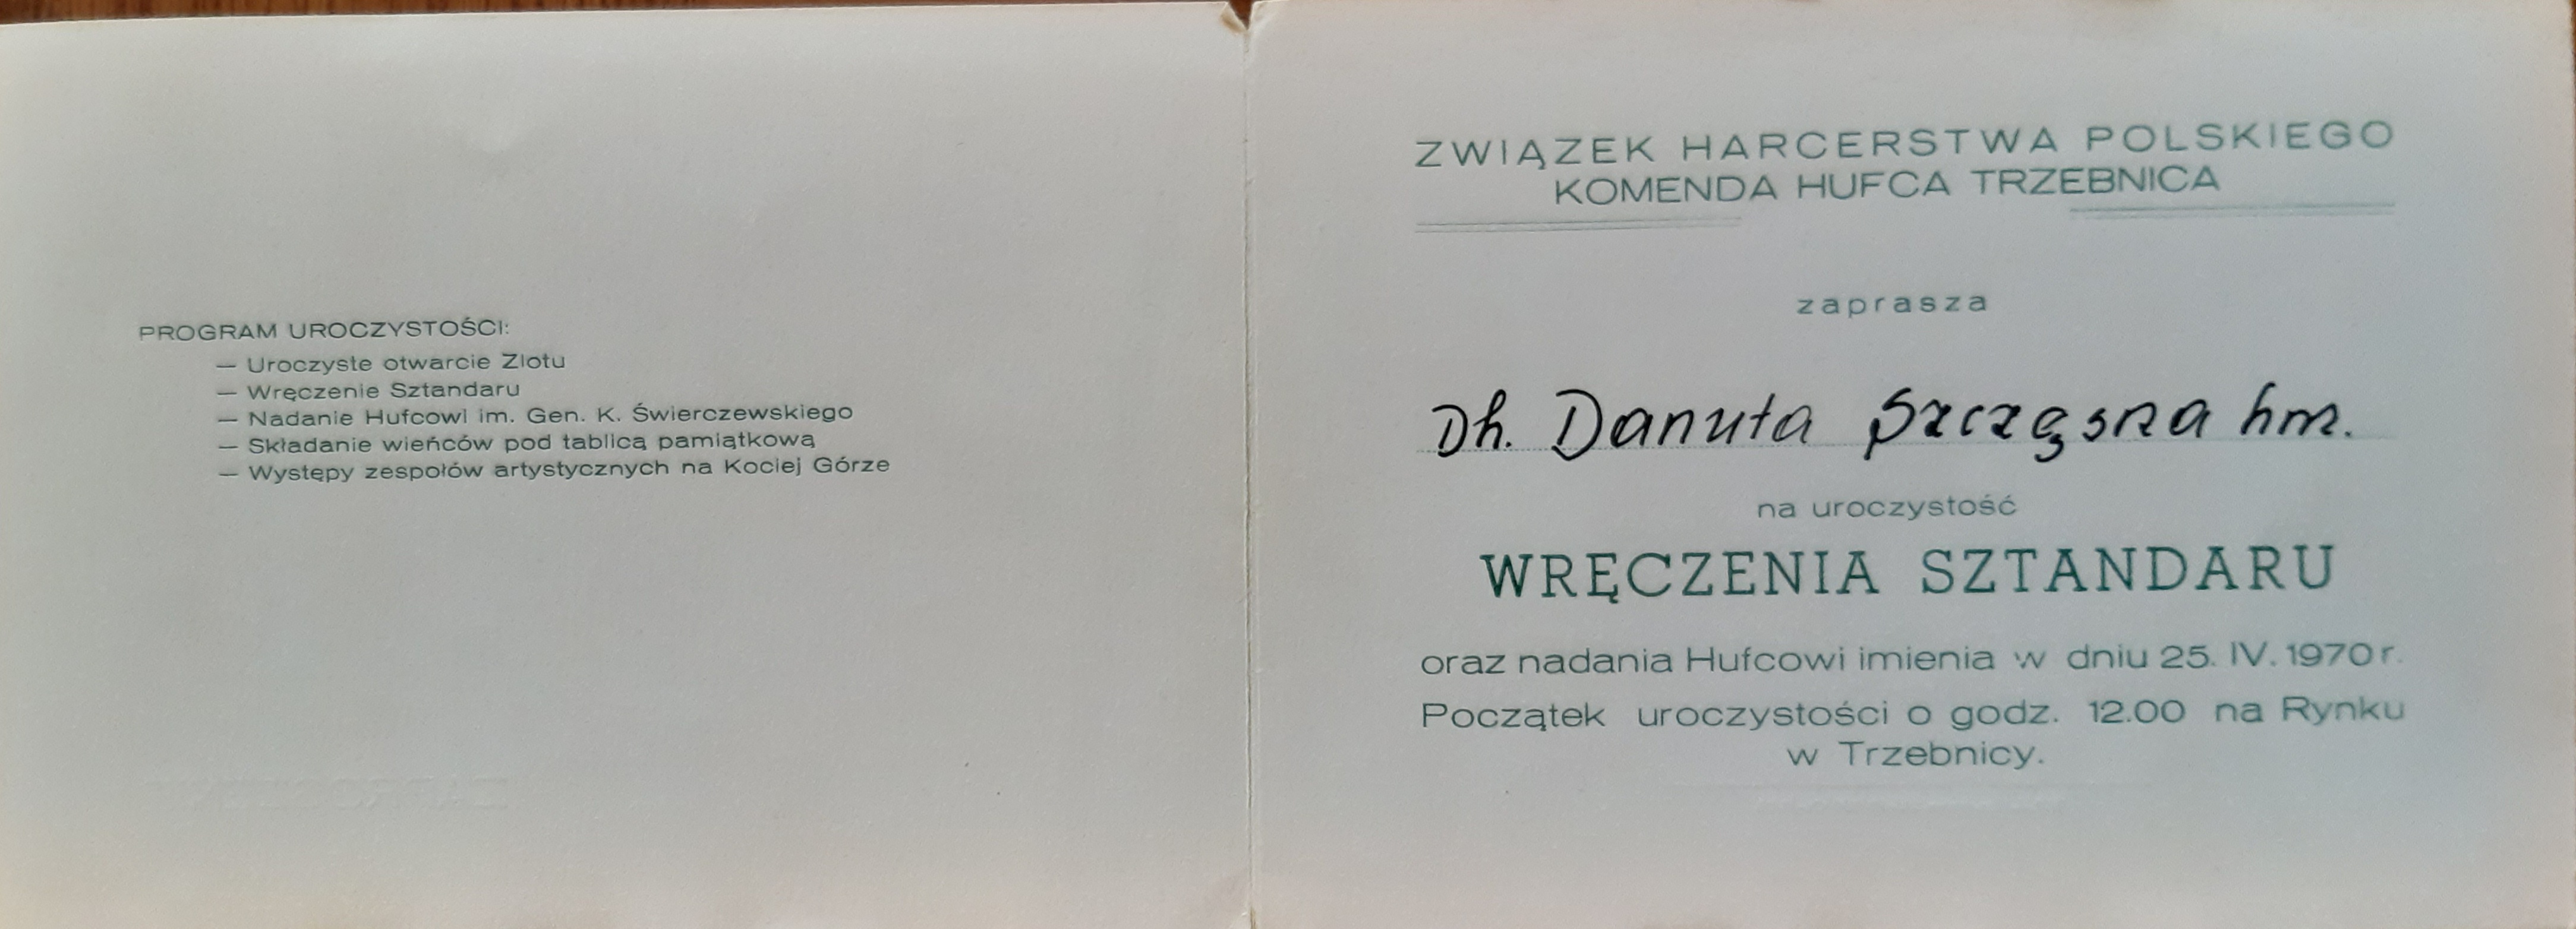 PROGRAM UROCZYSTOŚCI:
— Uroczyste otwarcie Zlotu
— Wręczenie Sztandaru
— Nadanie Hufcowi im. Gen. K. Świerczewskiego
— Składanie wieńców pod tablicą pamiątkową
— Występy zespołów artystycznych na Kociej Górze
ZWIĄZEK HARCERSTWA POLSKIEGO
KOMENDA HUFCA TRZEBNICA
zaprasza
Dh. Danuta Szczęsna hm.
na uroczystość
WRĘCZENIA SZTANDARU
oraz nadania Hufcowi imienia w dniu 25. IV. 1970 r.
Początek uroczystości o godz. 12.00 na Rynku
w Trzebnicy.